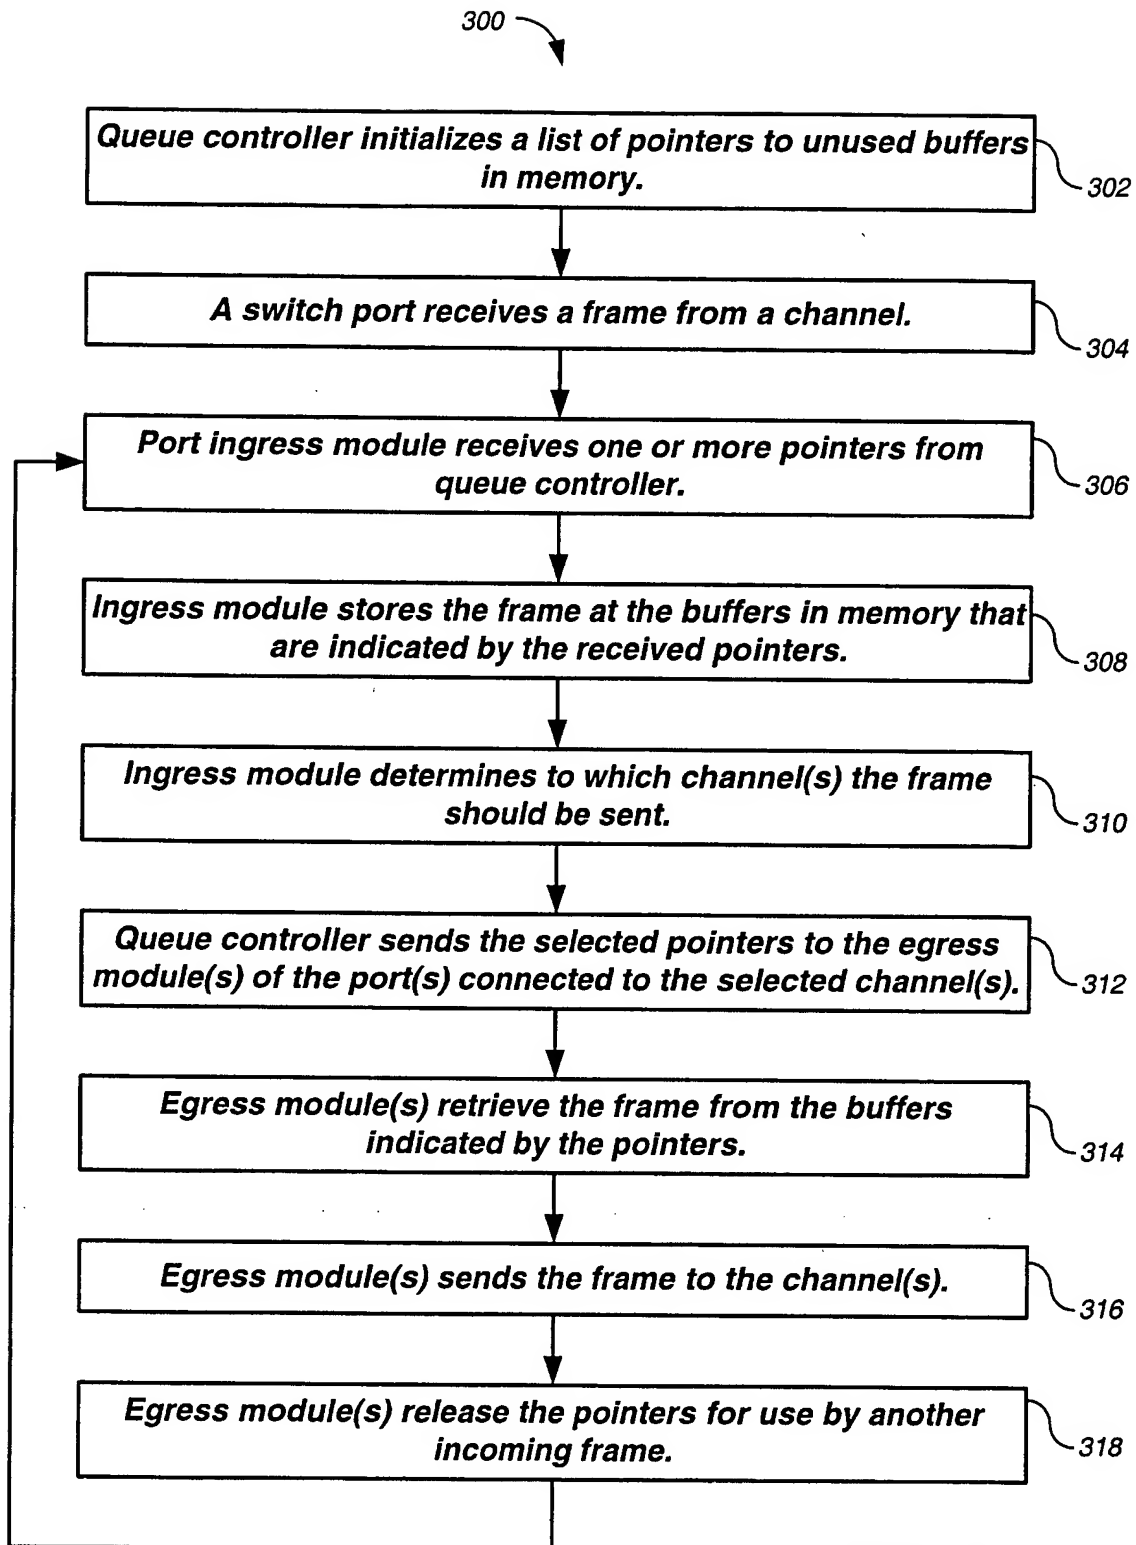 300
Queue controller initializes a list of pointers to unused buffers
in memory.
302
A switch port receives a frame from a channel.
304
Port ingress module receives one or more pointers from
queue controller.
306
Ingress module stores the frame at the buffers in memory that
are indicated by the received pointers.
308
Ingress module determines to which channel(s) the frame
should be sent.
310
Queue controller sends the selected pointers to the egress
module(s) of the port(s) connected to the selected channel(s).
312
Egress module(s) retrieve the frame from the buffers
indicated by the pointers.
314
Egress module(s) sends the frame to the channel(s).
316
Egress module(s) release the pointers for use by another
incoming frame.
318